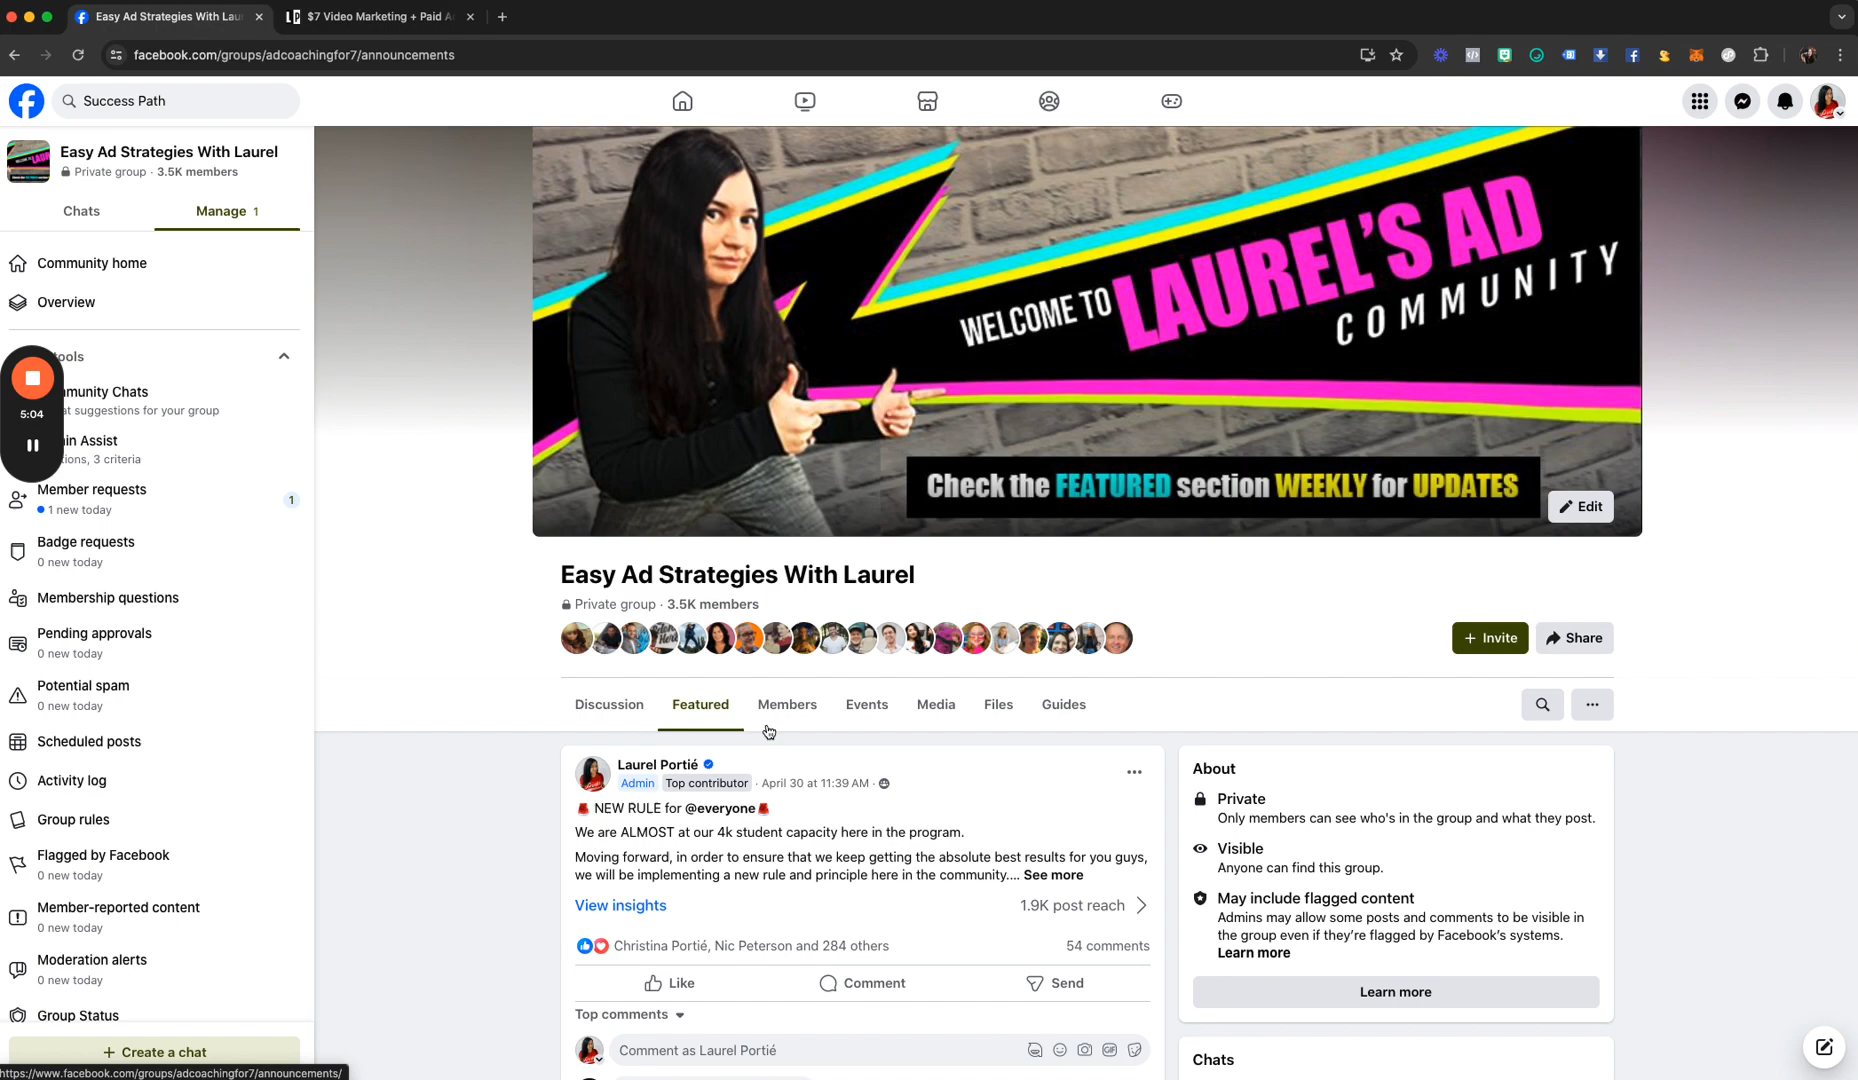 Easy Ad Strategies With Lau
$7 Video Marketing + Paid A
facebook.com/groups/adcoachingfor7/announcements
Success Path
Easy Ad Strategies With Laurel
Private group · 3.5K members
Chats
Manage 1
Community home
Overview
tools
munity Chats
at suggestions for your group
in Assist
tions, 3 criteria
5:04
Member requests
1 new today
1
Badge requests
0 new today
Membership questions
Pending approvals
0 new today
Potential spam
0 new today
Scheduled posts
Activity log
Group rules
Flagged by Facebook
0 new today
Member-reported content
0 new today
Moderation alerts
0 new today
Group Status
+ Create a chat
https://www.facebook.com/groups/adcoachingfor7/announcements/
WELCOME TO LAUREL'S AD
COMMUNITY
Check the FEATURED section WEEKLY for UPDATES
Edit
Easy Ad Strategies With Laurel
Private group · 3.5K members
+ Invite
Share
Discussion
Featured
Members
Events
Media
Files
Guides
Laurel Portié
Admin Top contributor · April 30 at 11:39 AM ·
NEW RULE for @everyone
We are ALMOST at our 4k student capacity here in the program.
Moving forward, in order to ensure that we keep getting the absolute best results for you guys,
we will be implementing a new rule and principle here in the community.... See more
View insights
1.9K post reach
Christina Portié, Nic Peterson and 284 others
54 comments
Like
Comment
Send
Top comments
Comment as Laurel Portié
About
Private
Only members can see who's in the group and what they post.
Visible
Anyone can find this group.
May include flagged content
Admins may allow some posts and comments to be visible in
the group even if they're flagged by Facebook's systems.
Learn more
Learn more
Chats